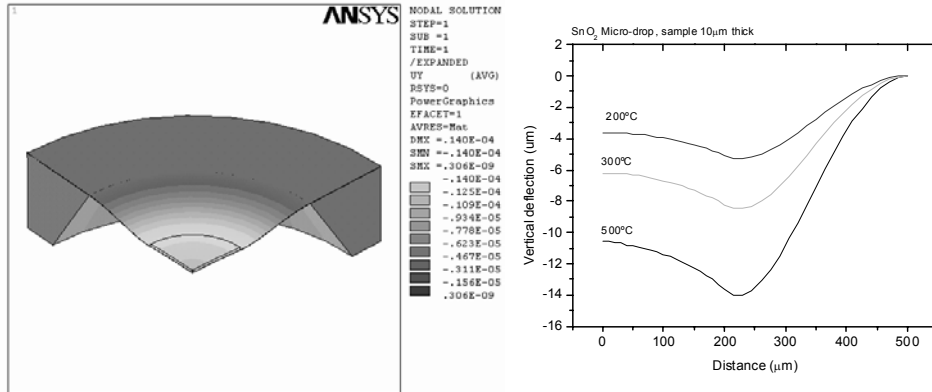 1
ANSYS
NODAL SOLUTION
STEP=1
SUB =1
TIME=1
/EXPANDED
UY (AVG)
RSYS=0
PowerGraphics
EFACET=1
AVRES=Mat
DMX =.140E-04
SMN =-.140E-04
SMX =.306E-09
-.140E-04
-.125E-04
-.109E-04
-.934E-05
-.778E-05
-.623E-05
-.467E-05
-.311E-05
-.156E-05
.306E-09
SnO₂ Micro-drop, sample 10μm thick
Vertical deflection (um)
2
0
-2
-4
-6
-8
-10
-12
-14
-16
200ºC
300ºC
500ºC
0 100 200 300 400 500
Distance (μm)